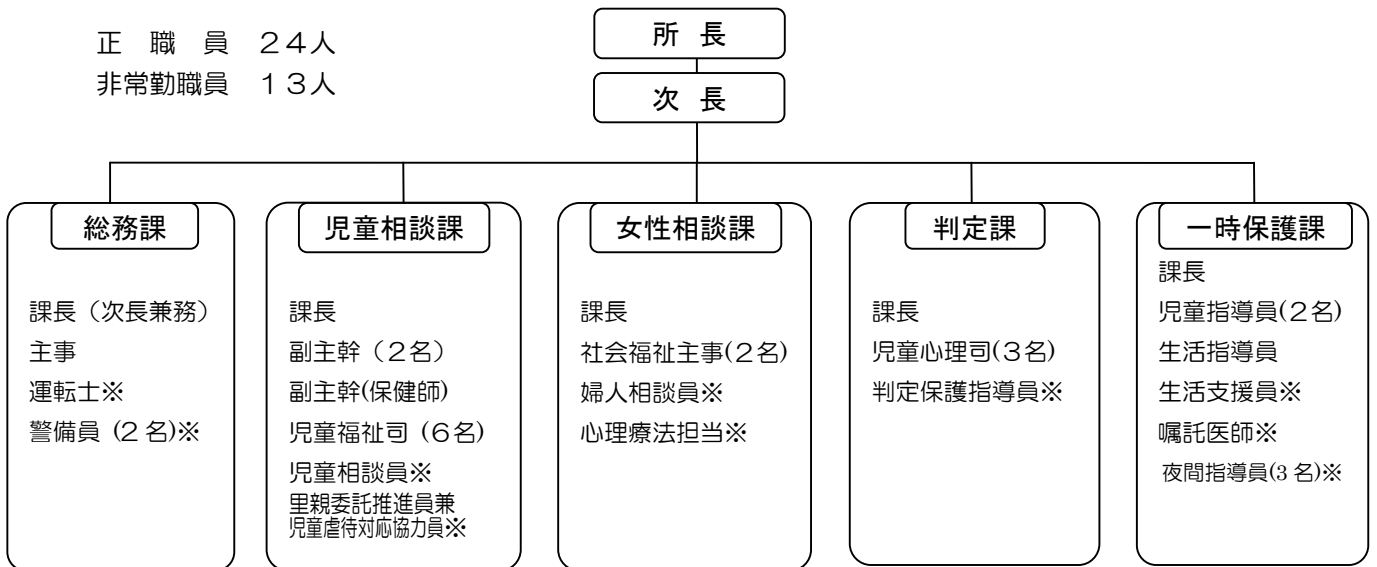 正 職 員 24人
非常勤職員 13人
所 長
次 長
総務課
課長（次長兼務）
主事
運転士※
警備員 (2 名)※
児童相談課
課長
副主幹（2名）
副主幹(保健師)
児童福祉司 (6名)
児童相談員※
里親委託推進員兼
児童虐待対応協力員※
女性相談課
課長
社会福祉主事(2名)
婦人相談員※
心理療法担当※
判定課
課長
児童心理司(3名)
判定保護指導員※
一時保護課
課長
児童指導員(2名)
生活指導員
生活支援員※
嘱託医師※
夜間指導員(3 名)※